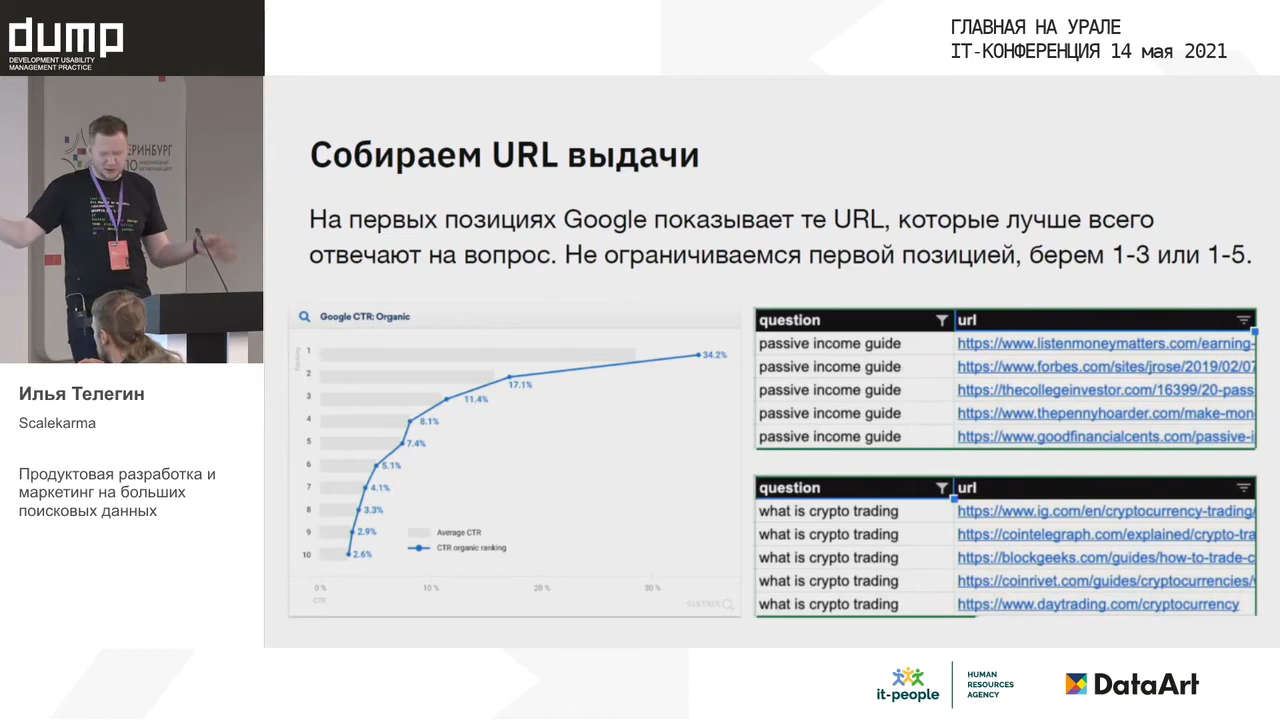 dump
DEVELOPMENT USABILITY
MANAGEMENT PRACTICE
ГЛАВНАЯ НА УРАЛЕ
IT-КОНФЕРЕНЦИЯ 14 мая 2021
ЕРИНБУРГ
Илья Телегин
Scalekarma
Продуктовая разработка и
маркетинг на больших
поисковых данных
Собираем URL выдачи
На первых позициях Google показывает те URL, которые лучше всего
отвечают на вопрос. Не ограничиваемся первой позицией, берем 1-3 или 1-5.
Google CTR: Organic
1
34.2%
2
17.1%
3
11.4%
4
8.1%
5
7.4%
6
5.1%
7
4.1%
8
3.3%
9
2.9%
10
2.6%
Average CTR
CTR organic ranking
0 % 10 % 20 % 30 %
CTR
SISTRIX
question url
passive income guide https://www.listenmoneymatters.com/earning-
passive income guide https://www.forbes.com/sites/jrose/2019/02/07
passive income guide https://thecollegeinvestor.com/16399/20-pass
passive income guide https://www.thepennyhoarder.com/make-mon
passive income guide https://www.goodfinancialcents.com/passive-i
question url
what is crypto trading https://www.ig.com/en/cryptocurrency-trading/
what is crypto trading https://cointelegraph.com/explained/crypto-tra
what is crypto trading https://blockgeeks.com/guides/how-to-trade-c
what is crypto trading https://coinrivet.com/guides/cryptocurrencies/
what is crypto trading https://www.daytrading.com/cryptocurrency
it-people
HUMAN
RESOURCES
AGENCY
DataArt